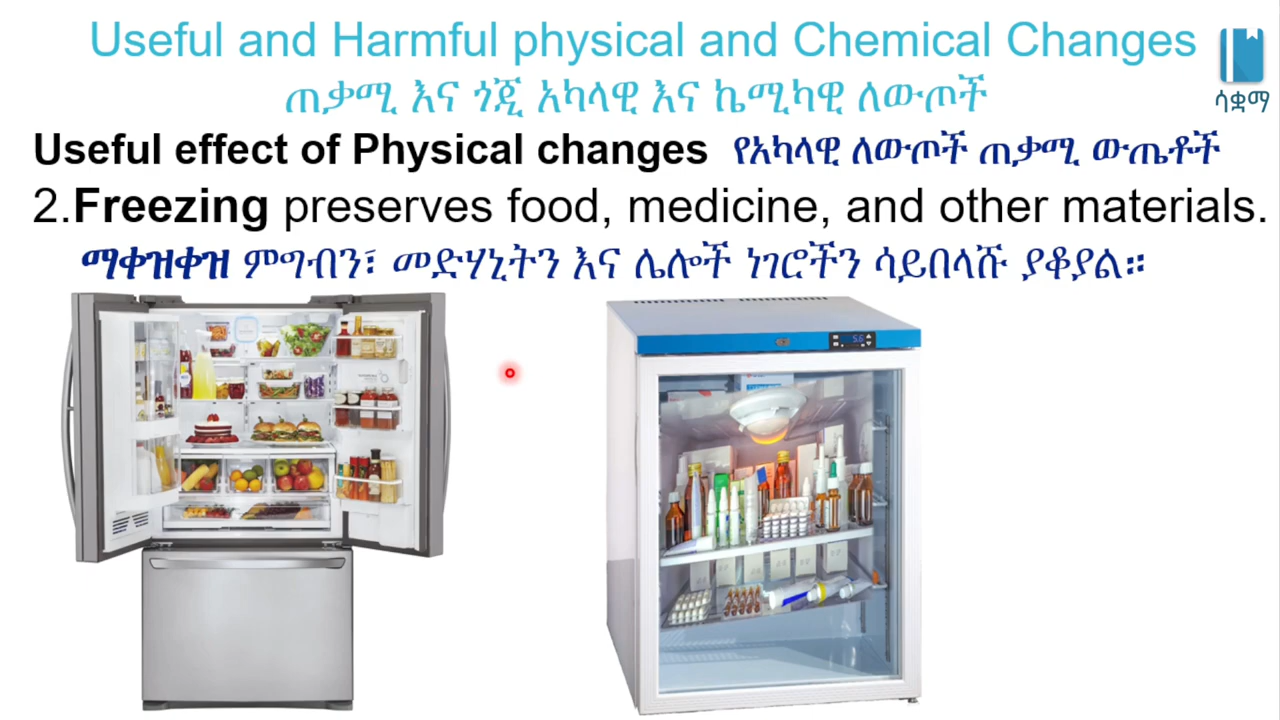 Useful and Harmful physical and Chemical Changes
ጠቃሚ እና ጎጂ አካላዊ እና ኬሚካዊ ለውጦች
ሳቋማ
Useful effect of Physical changes የአካላዊ ለውጦች ጠቃሚ ውጤቶች
2.Freezing preserves food, medicine, and other materials.
ማቀዝቀዝ ምግብን፣ መድሃኒትን እና ሌሎች ነገሮችን ሳይበላሹ ያቆያል።
5.6